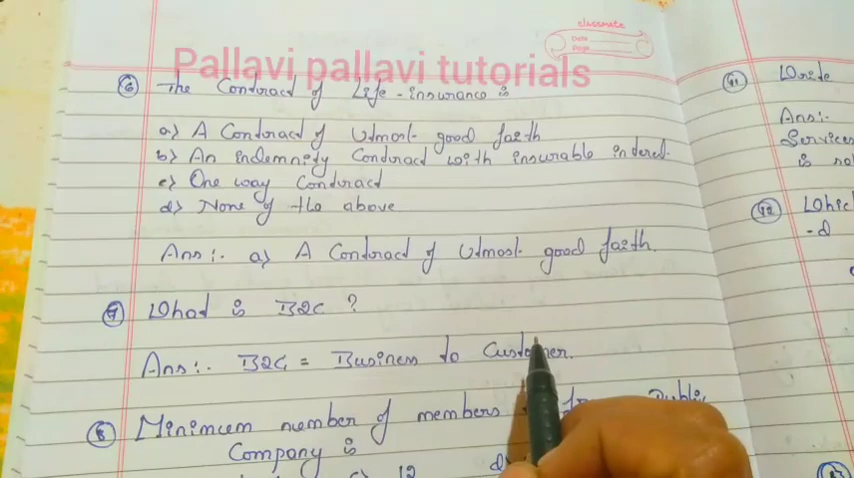 classmate
Date
Page
Pallavi pallavi tutorials
6 The Contract of Life-insurance is
a) A Contract of Utmost good faith
b) An indemnity Contract with insurable interest.
c) One way Contract
d) None of the above
Ans:- a) A Contract of Utmost good faith.
7 What is B2C ?
Ans:- B2C = Business to Customer.
8 Minimum number of members Public
Company is
c) 12 d)
11 Write
Ans:-
Services
is
12
-d